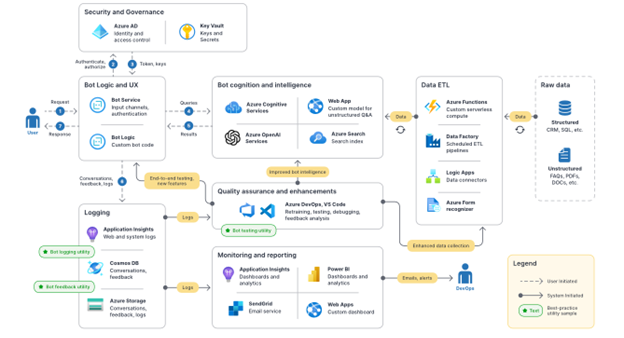 Security and Governance
Azure AD
Identity and
access control
Key Vault
Keys and
Secrets
Authenticate,
authorize
2
3
Token, keys
Bot Logic and UX
Bot Service
Input channels,
authentication
Bot Logic
Custom bot code
Request
1
User
7
Response
Queries
4
5
Results
Bot cognition and intelligence
Azure Cognitive
Services
Web App
Custom model for
unstructured Q&A
Azure OpenAI
Services
Azure Search
Search index
Data
Data ETL
Azure Functions
Custom serverless
compute
Data Factory
Scheduled ETL
pipelines
Logic Apps
Data connectors
Azure Form
recognizer
Data
Raw data
Structured
CRM, SQL, etc.
Unstructured
FAQs, PDFs,
DOCs, etc.
Conversations,
feedback, logs
6
End-to-end testing,
new features
Improved bot intelligence
Quality assurance and enhancements
Azure DevOps, VS Code
Retraining, testing, debugging,
feedback analysis
Bot testing utility
Enhanced data collection
Logging
Application Insights
Web and system logs
Bot logging utility
Cosmos DB
Conversations,
feedback
Bot feedback utility
Azure Storage
Conversations,
feedback, logs
Logs
Logs
Monitoring and reporting
Application Insights
Dashboards and
analytics
Power BI
Dashboards and
analytics
SendGrid
Email service
Web Apps
Custom dashboard
Emails, alerts
DevOps
Legend
User Initiated
System Initiated
Text
Best-practice
utility sample